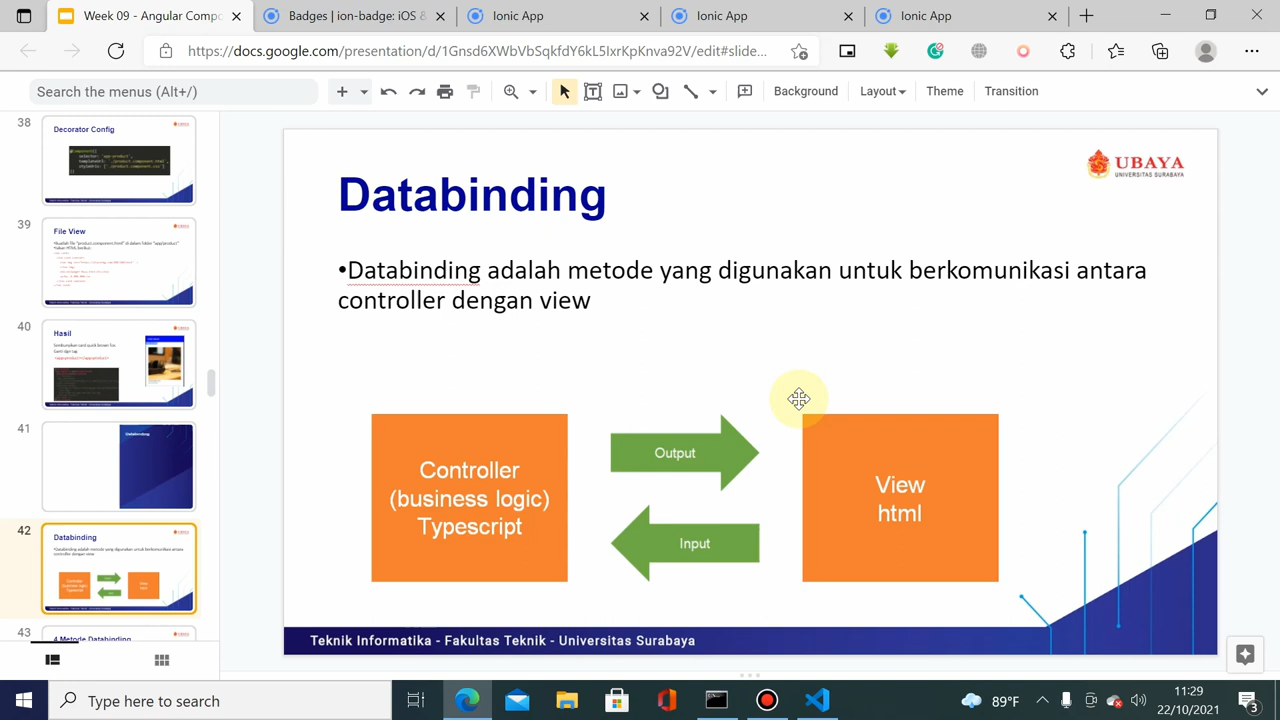 Week 09 - Angular Compo
Badges - Ionic: iOS &
Ionic App
Ionic App
Ionic App
https://docs.google.com/presentation/d/1Gnsd6XWbVbSqkfdY6kL5IxrKpKnva92V/edit#slide...
Search the menus (Alt+/)
Background
Layout
Theme
Transition
38
Decorator Config
39
File View
40
Hasil
41
Databinding
42
Databinding
43
4 Metode Databinding
UBAYA
UNIVERSITAS SURABAYA
Databinding
•Databinding adalah metode yang digunakan untuk berkomunikasi antara
controller dengan view
Controller
(business logic)
Typescript
Output
Input
View
html
Teknik Informatika - Fakultas Teknik - Universitas Surabaya
Type here to search
89°F
11:29
22/10/2021
3